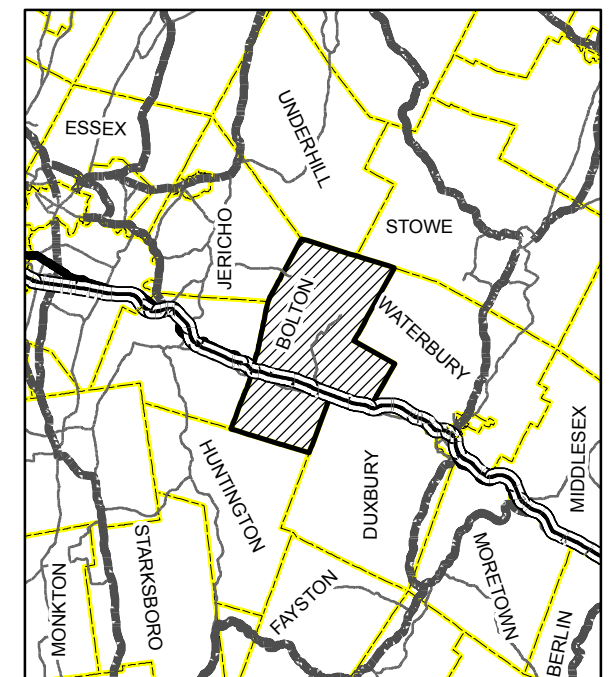 ESSEX
UNDERHILL
JERICHO
STOWE
BOLTON
WATERBURY
HUNTINGTON
DUXBURY
MIDDLESEX
STARKSBORO
MONKTON
FAYSTON
MORETOWN
BERLIN